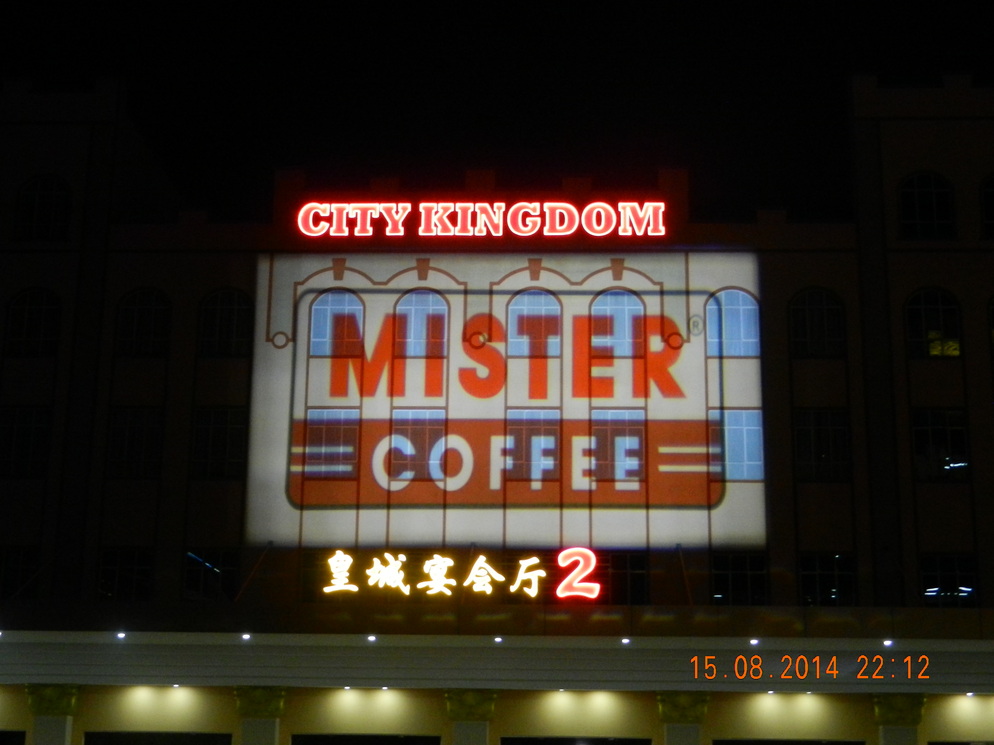 CITY KINGDOM
MISTER®
COFFEE
皇城宴会厅2
15.08.2014 22:12